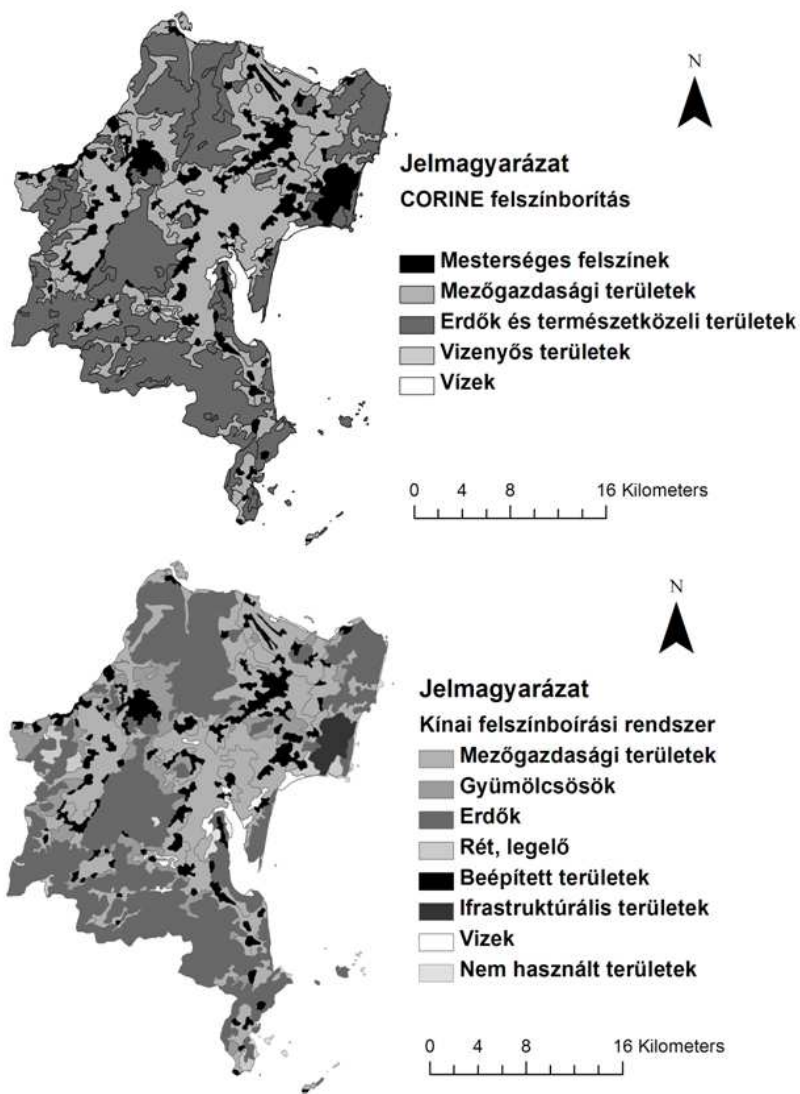 N
Jelmagyarázat
CORINE felszínborítás
Mesterséges felszínek
Mezőgazdasági területek
Erdők és természetközeli területek
Vizenyős területek
Vízek
0 4 8 16 Kilometers
N
Jelmagyarázat
Kínai felszínboírási rendszer
Mezőgazdasági területek
Gyümölcsösök
Erdők
Rét, legelő
Beépített területek
Ifrastruktúrális területek
Vizek
Nem használt területek
0 4 8 16 Kilometers